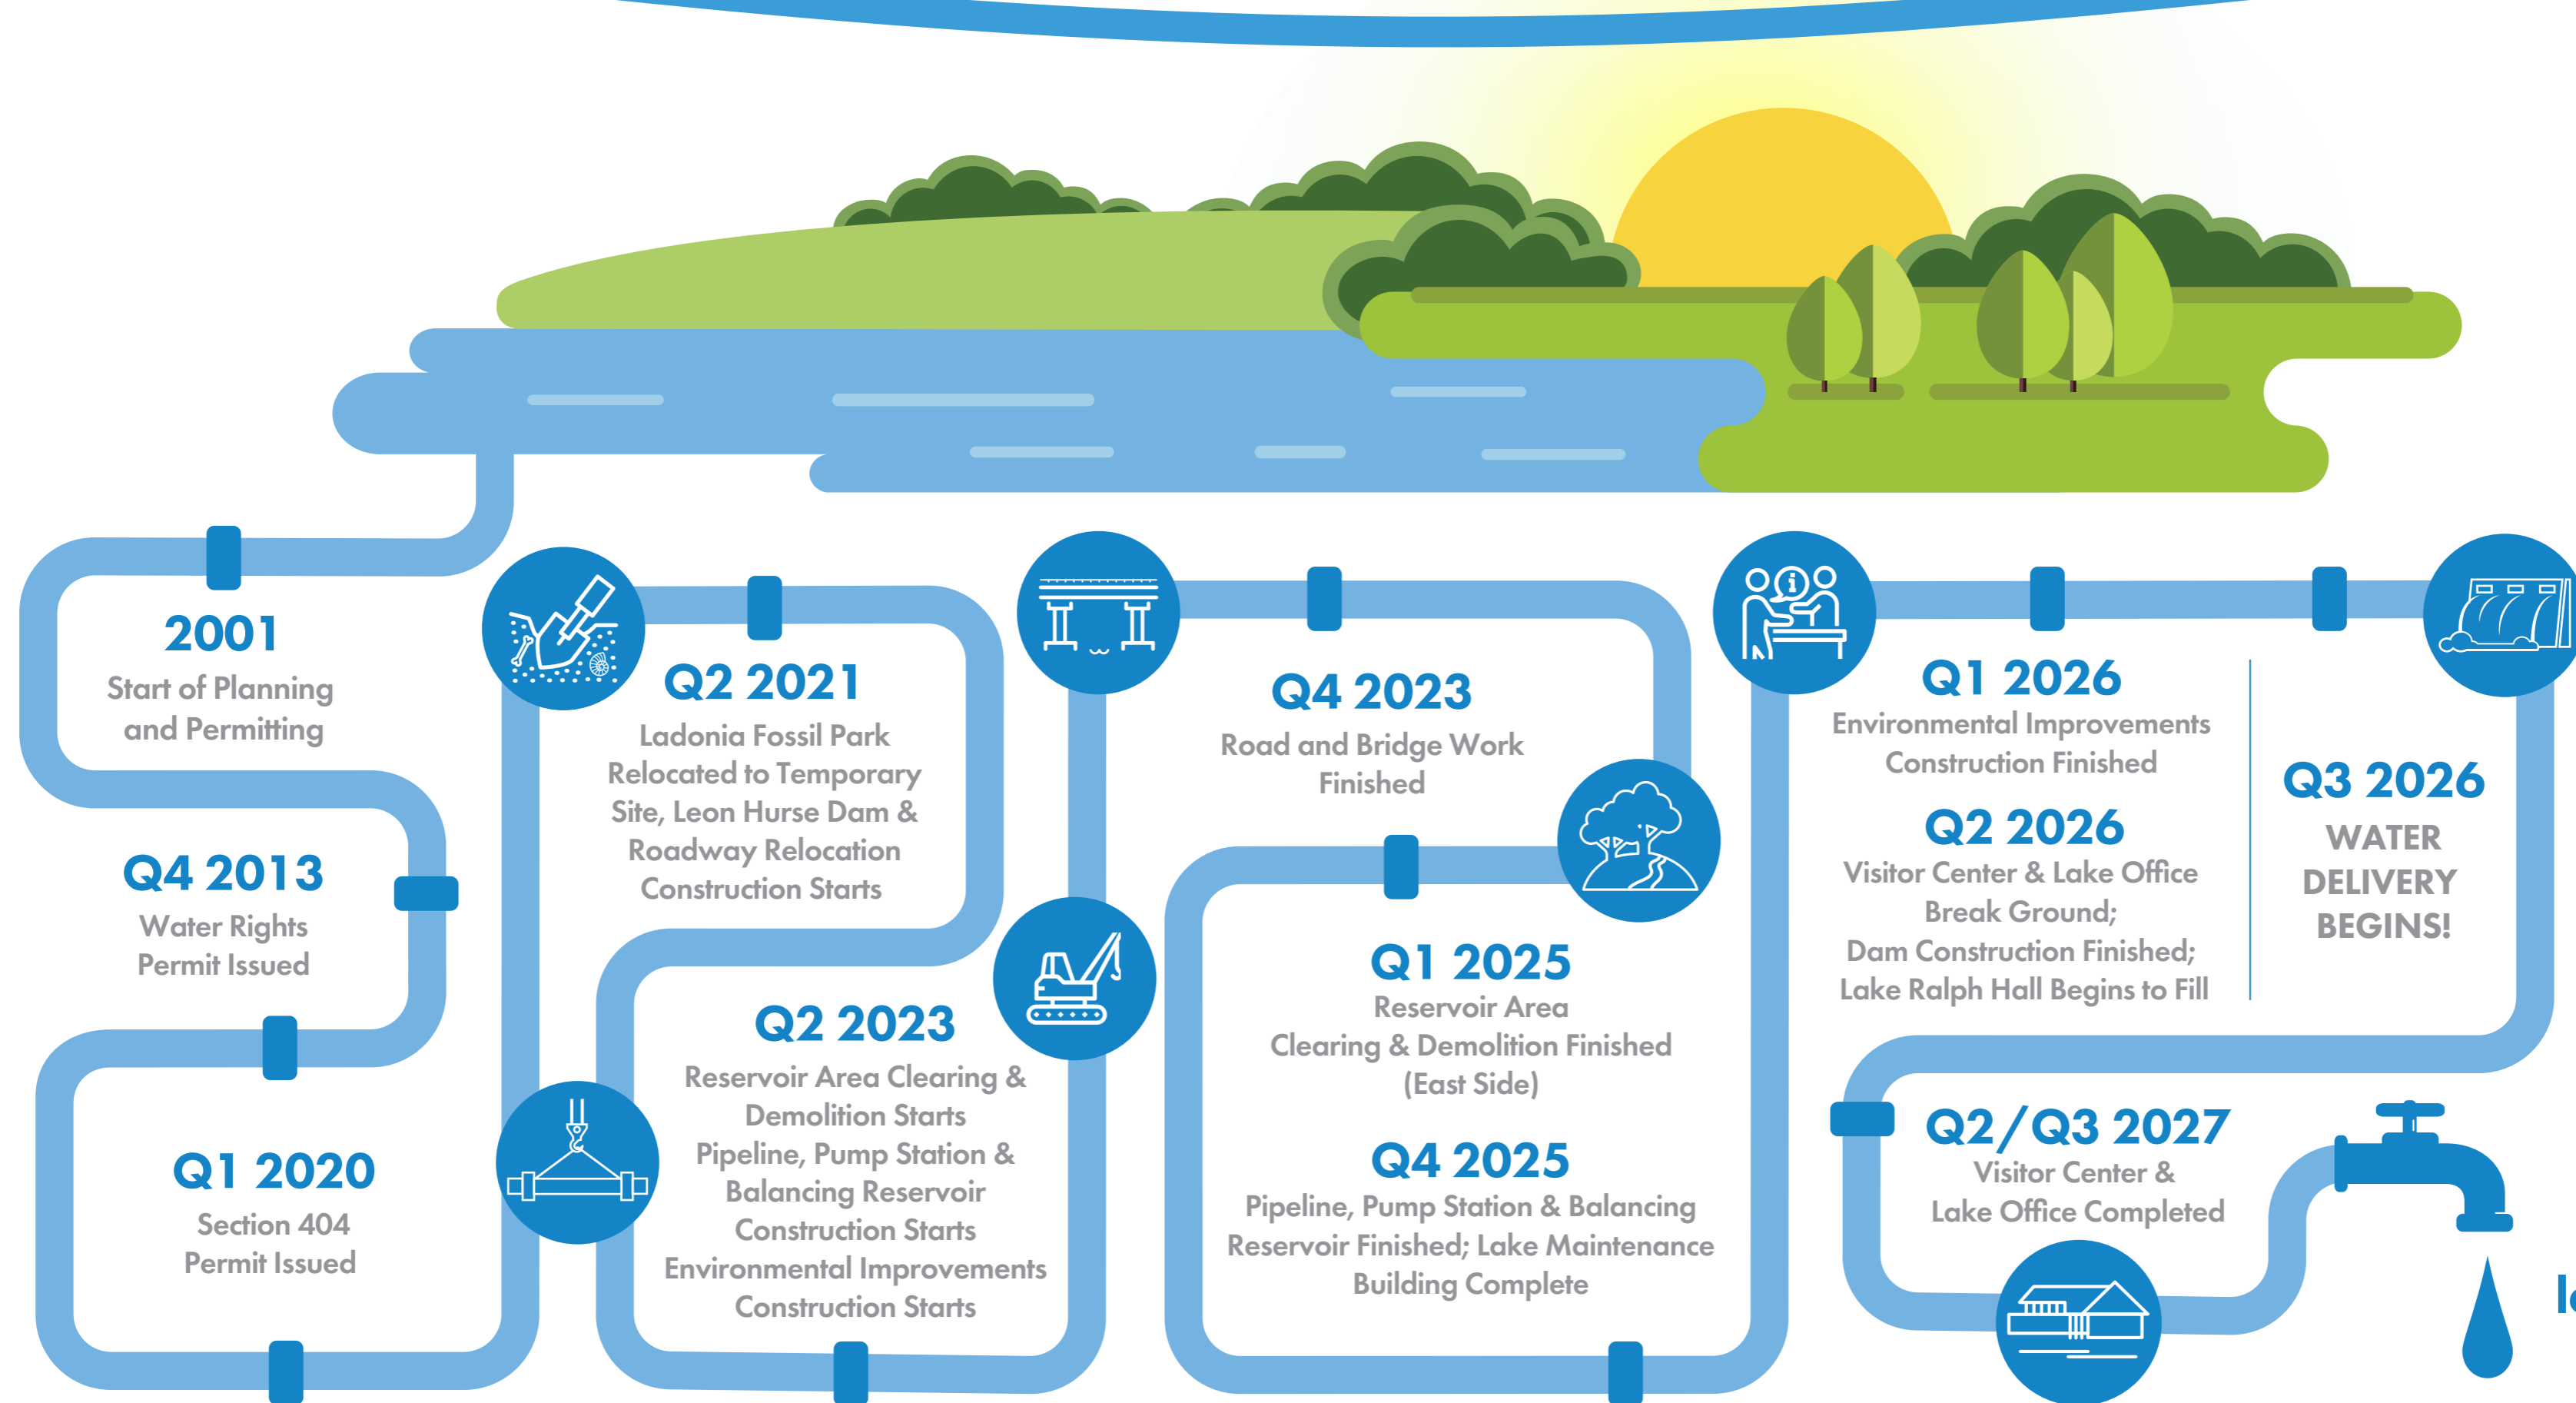 2001
Start of Planning
and Permitting
Q4 2013
Water Rights
Permit Issued
Q1 2020
Section 404
Permit Issued
Q2 2021
Ladonia Fossil Park
Relocated to Temporary
Site, Leon Hurse Dam &
Roadway Relocation
Construction Starts
Q2 2023
Reservoir Area Clearing &
Demolition Starts
Pipeline, Pump Station &
Balancing Reservoir
Construction Starts
Environmental Improvements
Construction Starts
Q4 2023
Road and Bridge Work
Finished
Q1 2025
Reservoir Area
Clearing & Demolition Finished
(East Side)
Q4 2025
Pipeline, Pump Station & Balancing
Reservoir Finished; Lake Maintenance
Building Complete
i
Q1 2026
Environmental Improvements
Construction Finished
Q2 2026
Visitor Center & Lake Office
Break Ground;
Dam Construction Finished;
Lake Ralph Hall Begins to Fill
Q3 2026
WATER
DELIVERY
BEGINS!
Q2/Q3 2027
Visitor Center &
Lake Office Completed